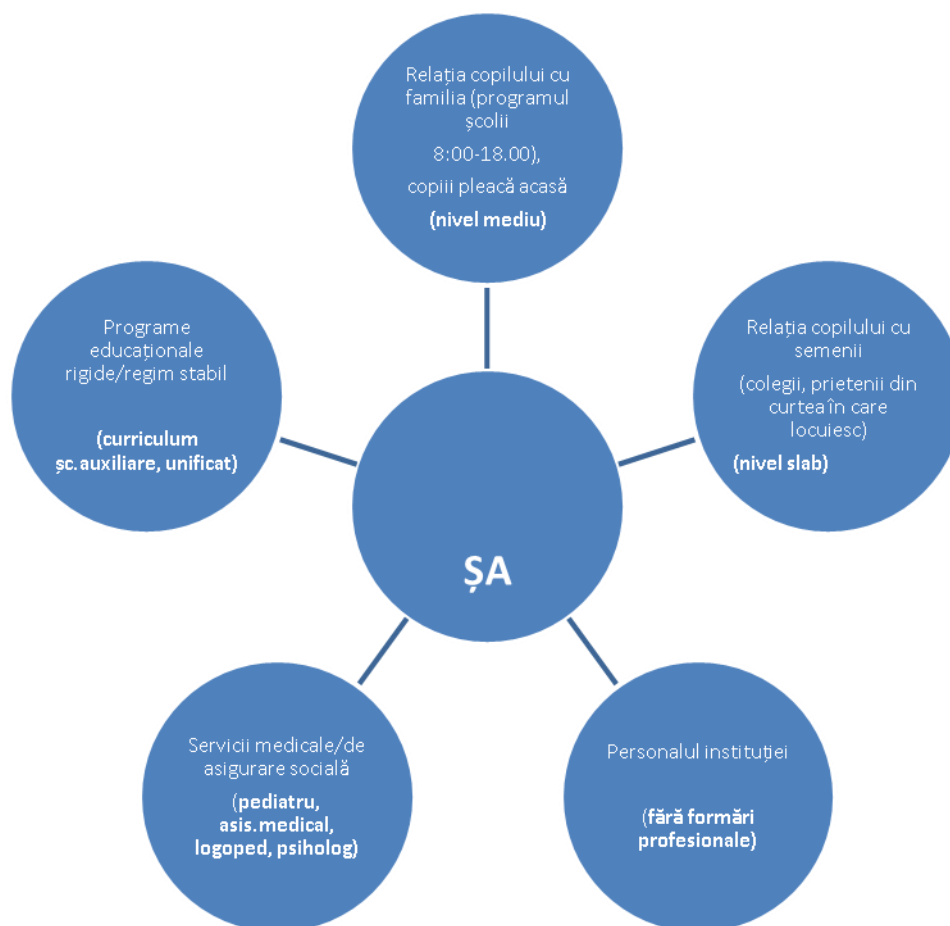 Relația copilului cu
familia (programul
școlii
8:00-18.00),
copiii pleacă acasă
(nivel mediu)
Relația copilului cu
semenii
(colegii, prietenii din
curtea în care
locuiesc)
(nivel slab)
Personalul instituției
(fără formări
profesionale)
Servicii medicale/de
asigurare socială
(pediatru,
asis.medical,
logoped, psiholog)
Programe
educaționale
rigide/regim stabil
(curriculum
șc.auxiliare, unificat)
ȘA